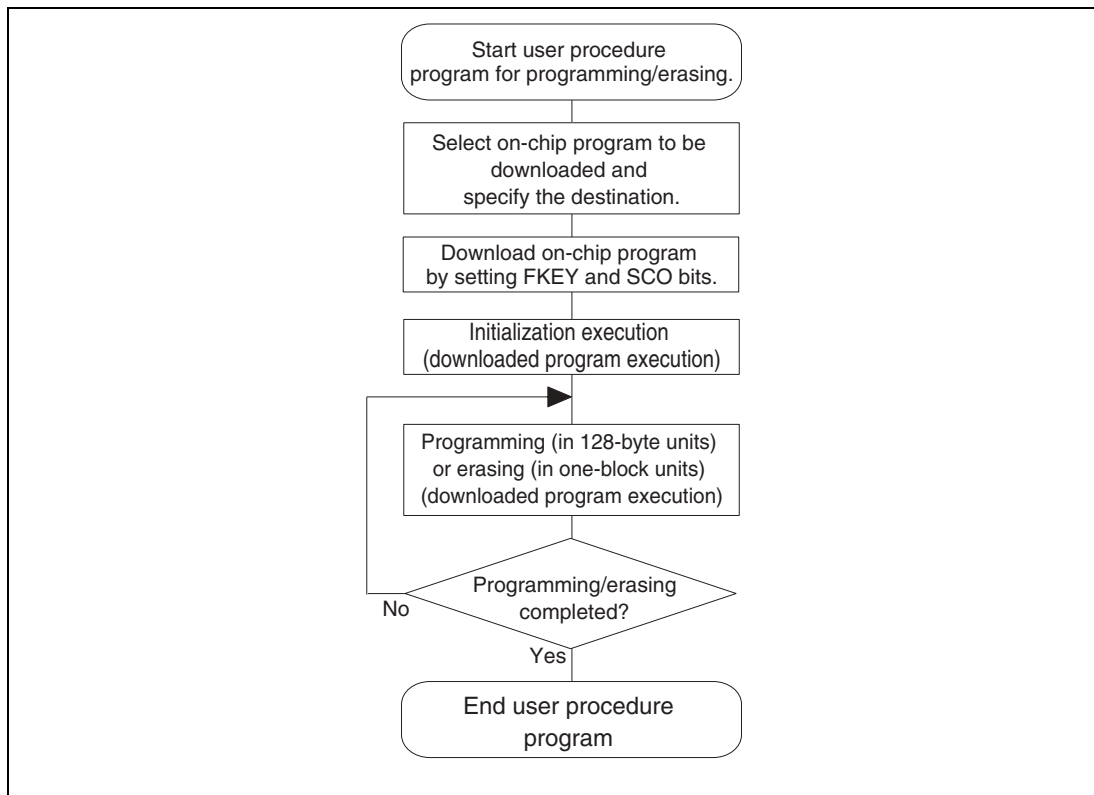 Start user procedure
program for programming/erasing.
Select on-chip program to be
downloaded and
specify the destination.
Download on-chip program
by setting FKEY and SCO bits.
Initialization execution
(downloaded program execution)
Programming (in 128-byte units)
or erasing (in one-block units)
(downloaded program execution)
Programming/erasing
completed?
No
Yes
End user procedure
program